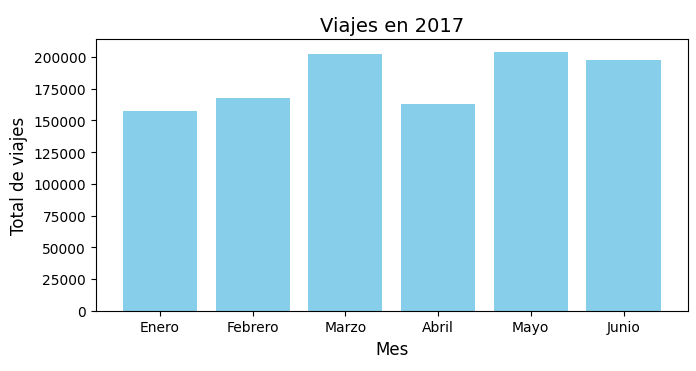 Viajes en 2017
Total de viajes
200000
175000
150000
125000
100000
75000
50000
25000
0
Enero Febrero Marzo Abril Mayo Junio
Mes